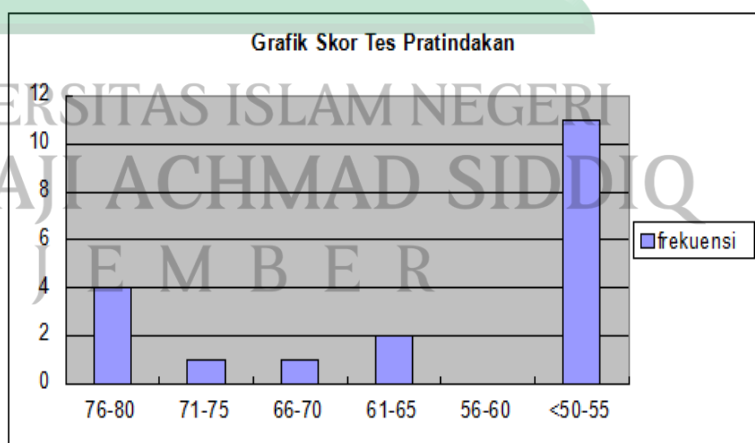 Grafik Skor Tes Pratindakan
ERSITAS ISLAM NEGERI
AJI ACHMAD SIDDIQ
J E M B E R
12
10
8
6
4
2
0
76-80 71-75 66-70 61-65 56-60 <50-55
frekuensi